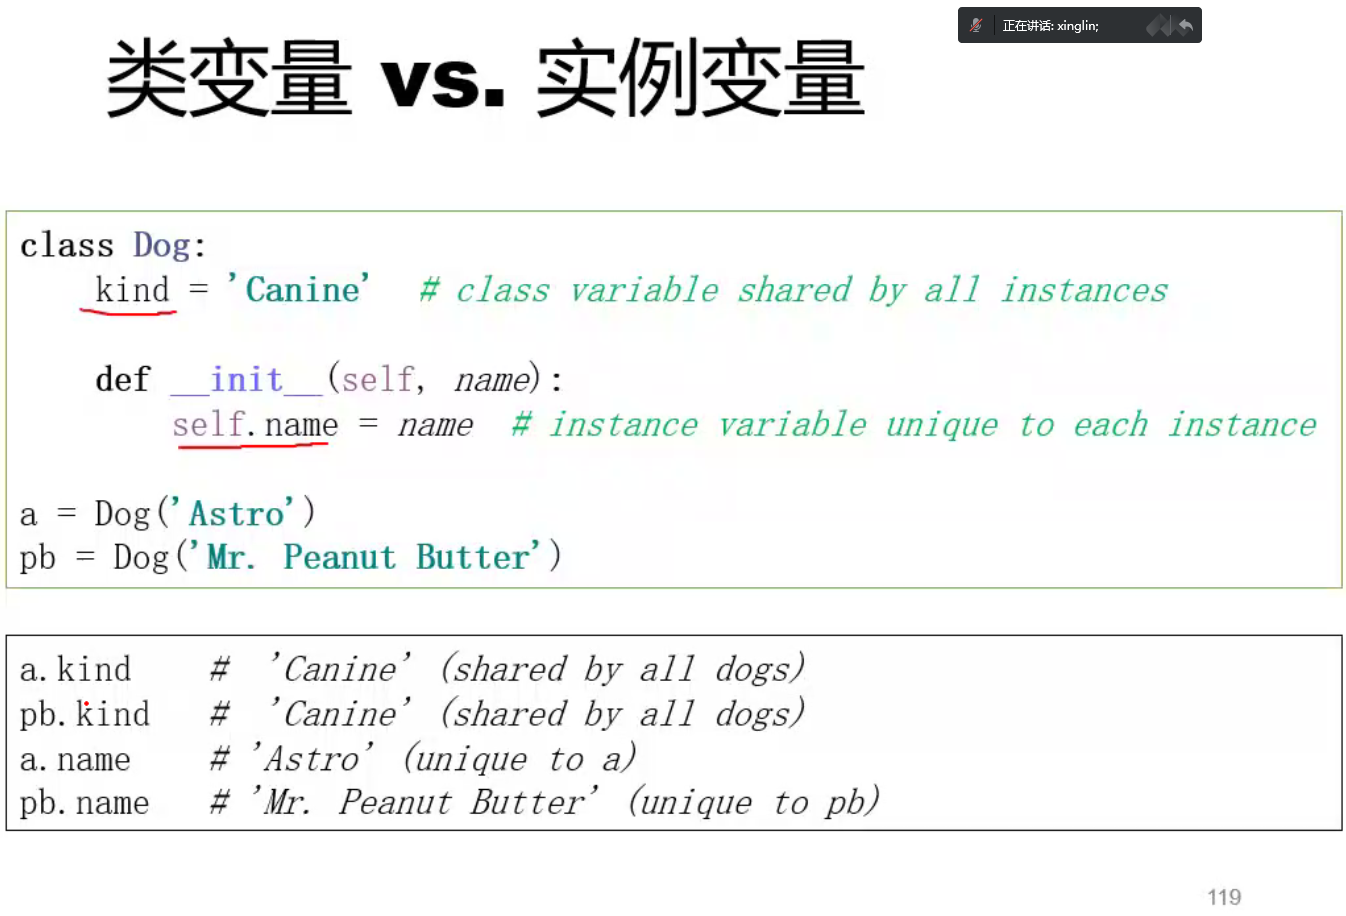 正在讲话: xinglin;
类变量 vs. 实例变量
class Dog:
    kind = 'Canine'  # class variable shared by all instances
    def __init__(self, name):
        self.name = name  # instance variable unique to each instance
a = Dog('Astro')
pb = Dog('Mr. Peanut Butter')
a.kind    #  'Canine' (shared by all dogs)
pb.kind   #  'Canine' (shared by all dogs)
a.name    # 'Astro' (unique to a)
pb.name   # 'Mr. Peanut Butter' (unique to pb)
119